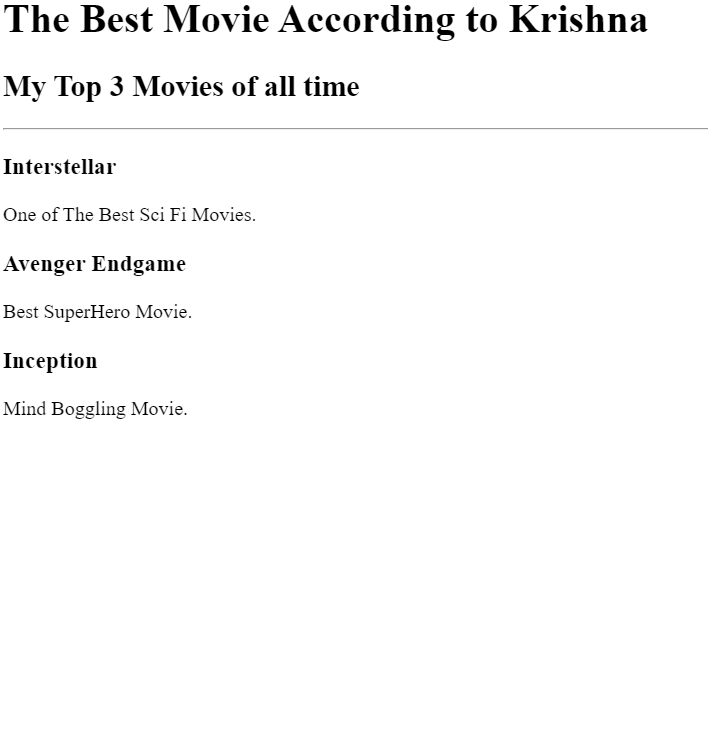 The Best Movie According to Krishna
My Top 3 Movies of all time
Interstellar
One of The Best Sci Fi Movies.
Avenger Endgame
Best SuperHero Movie.
Inception
Mind Boggling Movie.